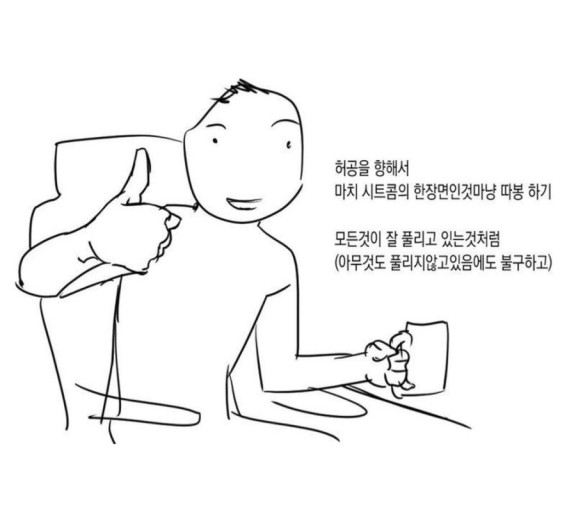 허공을 향해서
마치 시트콤의 한장면인것마냥 따봉 하기
모든것이 잘 풀리고 있는것처럼
(아무것도 풀리지않고있음에도 불구하고)